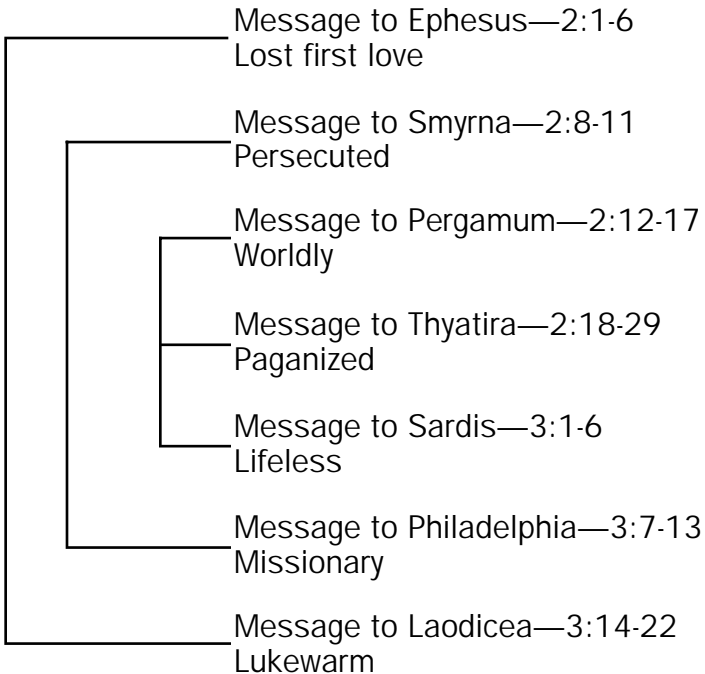 Message to Ephesus—2:1-6
Lost first love
Message to Smyrna—2:8-11
Persecuted
Message to Pergamum—2:12-17
Worldly
Message to Thyatira—2:18-29
Paganized
Message to Sardis—3:1-6
Lifeless
Message to Philadelphia—3:7-13
Missionary
Message to Laodicea—3:14-22
Lukewarm